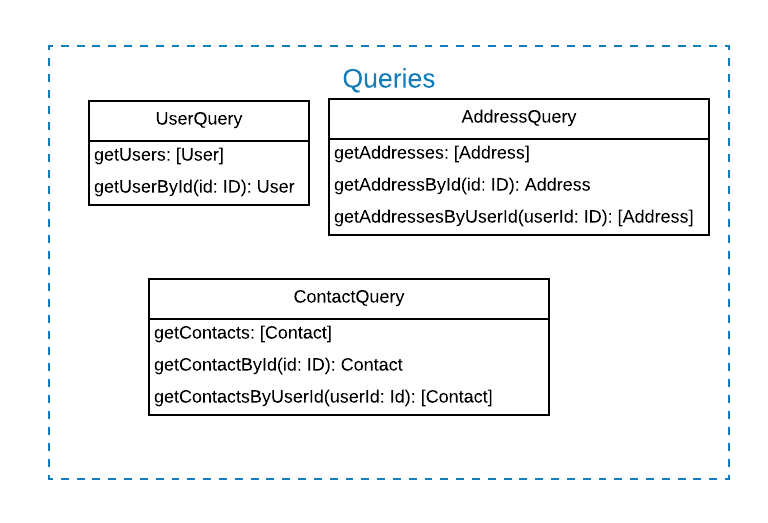 Queries
UserQuery
getUsers: [User]
getUserById(id: ID): User
AddressQuery
getAddresses: [Address]
getAddressById(id: ID): Address
getAddressesByUserId(userId: ID): [Address]
ContactQuery
getContacts: [Contact]
getContactById(id: ID): Contact
getContactsByUserId(userId: Id): [Contact]